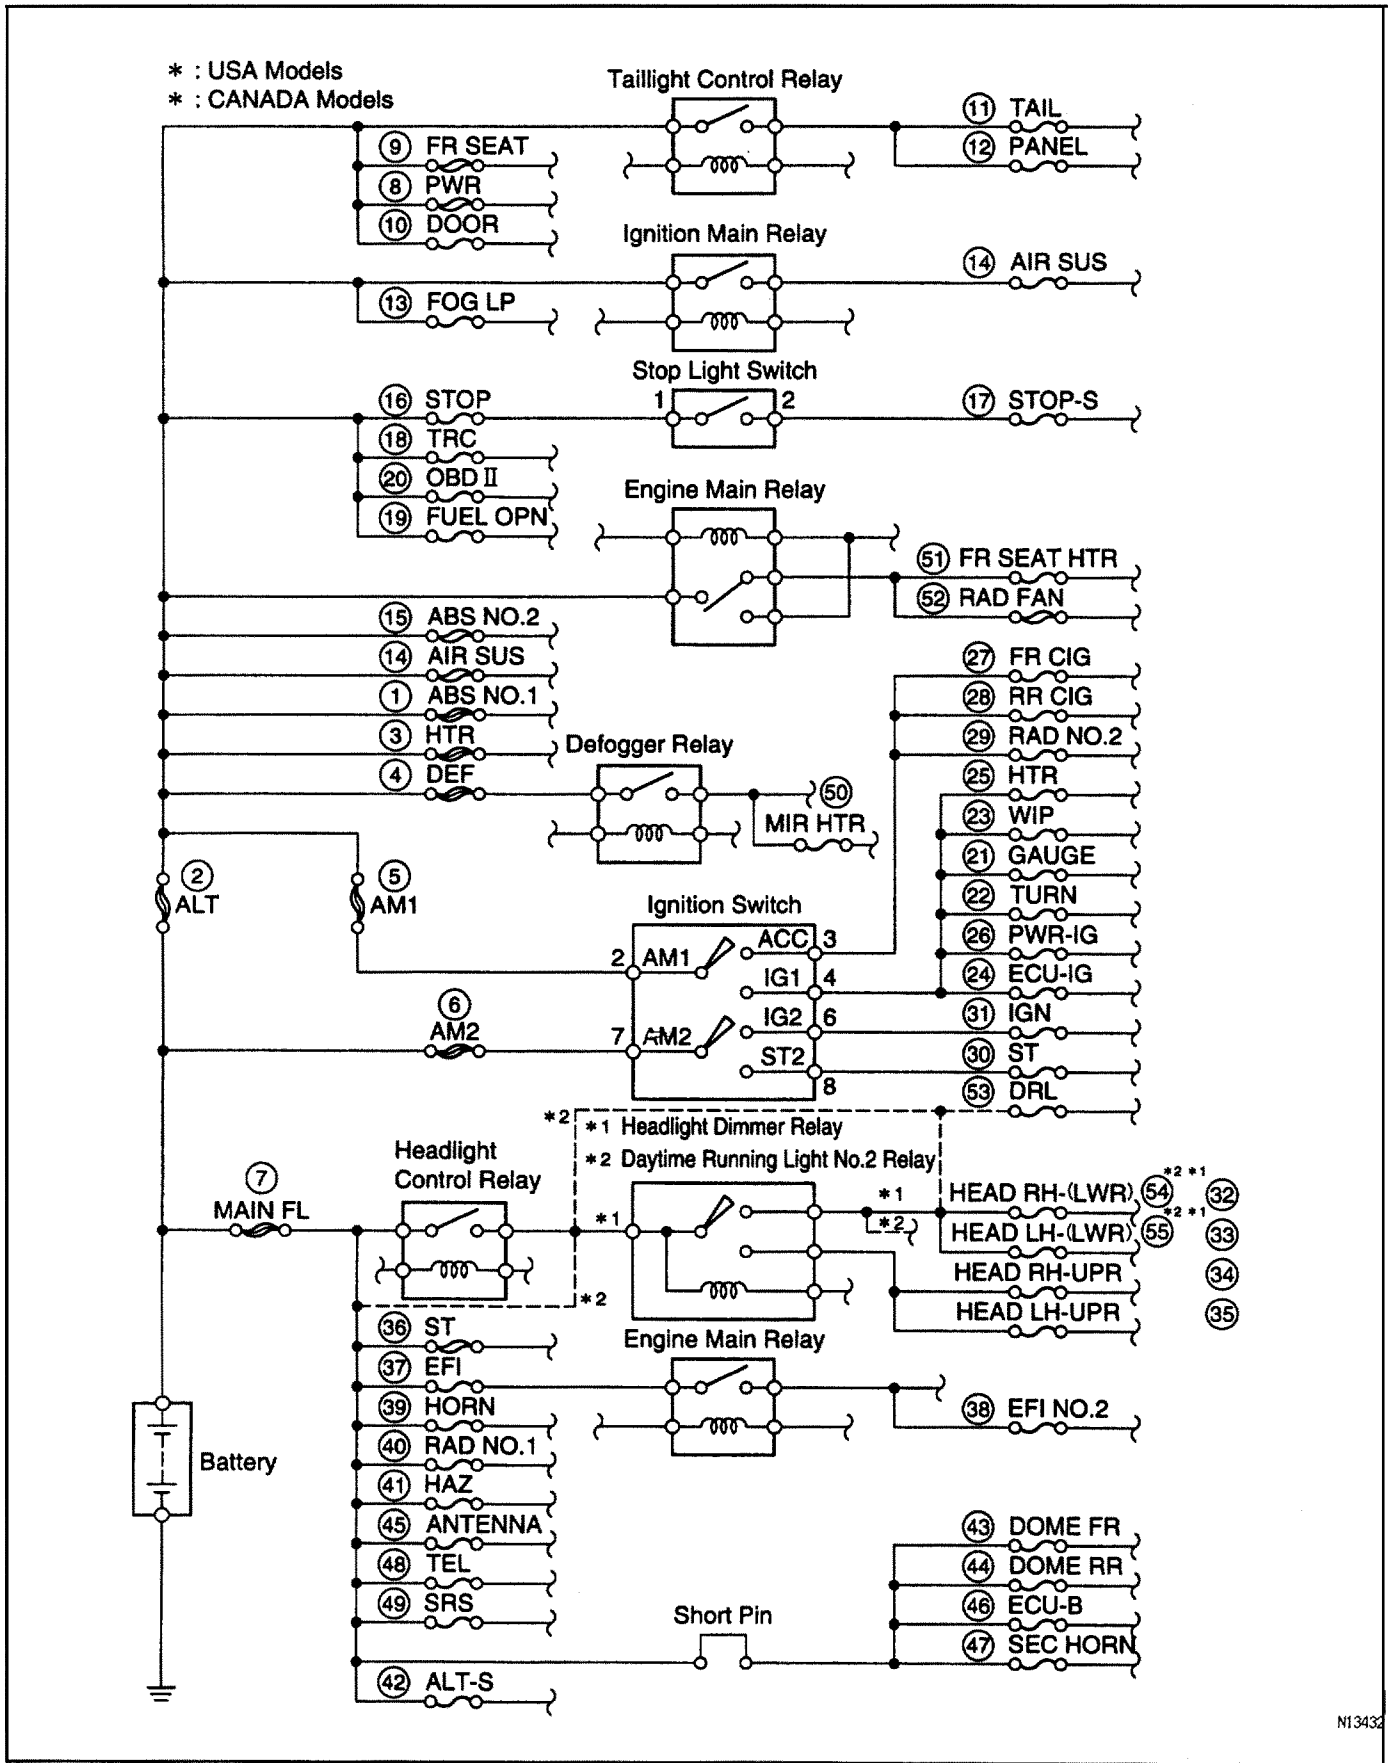 * : USA Models
* : CANADA Models
Taillight Control Relay
11 TAIL
12 PANEL
9 FR SEAT
8 PWR
10 DOOR
Ignition Main Relay
14 AIR SUS
13 FOG LP
Stop Light Switch
16 STOP
1 2
17 STOP-S
18 TRC
20 OBD II
19 FUEL OPN
Engine Main Relay
51 FR SEAT HTR
52 RAD FAN
15 ABS NO.2
14 AIR SUS
1 ABS NO.1
3 HTR
4 DEF
Defogger Relay
50
MIR HTR
27 FR CIG
28 RR CIG
29 RAD NO.2
25 HTR
23 WIP
21 GAUGE
22 TURN
26 PWR-IG
24 ECU-IG
31 IGN
30 ST
53 DRL
2
ALT
5
AM1
Ignition Switch
2 AM1 ACC 3
IG1 4
6
AM2
7 AM2 IG2 6
ST2
8
*2
*1 Headlight Dimmer Relay
*2 Daytime Running Light No.2 Relay
Headlight
Control Relay
7
MAIN FL
*1
*1
*2
*2
*2 *1
HEAD RH-(LWR) 54 32
*2 *1
HEAD LH-(LWR) 55 33
HEAD RH-UPR 34
HEAD LH-UPR 35
36 ST
37 EFI
39 HORN
40 RAD NO.1
41 HAZ
45 ANTENNA
48 TEL
49 SRS
42 ALT-S
Engine Main Relay
38 EFI NO.2
Battery
Short Pin
43 DOME FR
44 DOME RR
46 ECU-B
47 SEC HORN
N13432